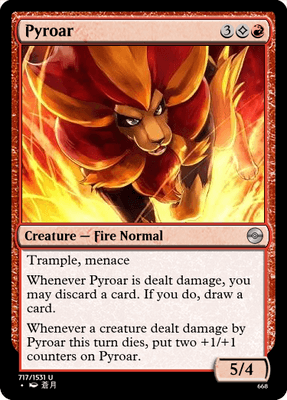 Pyroar 3
Creature — Fire Normal
Trample, menace
Whenever Pyroar is dealt damage, you
may discard a card. If you do, draw a
card.
Whenever a creature dealt damage by
Pyroar this turn dies, put two +1/+1
counters on Pyroar.
5/4
717/1531 U
• 蒼月
668